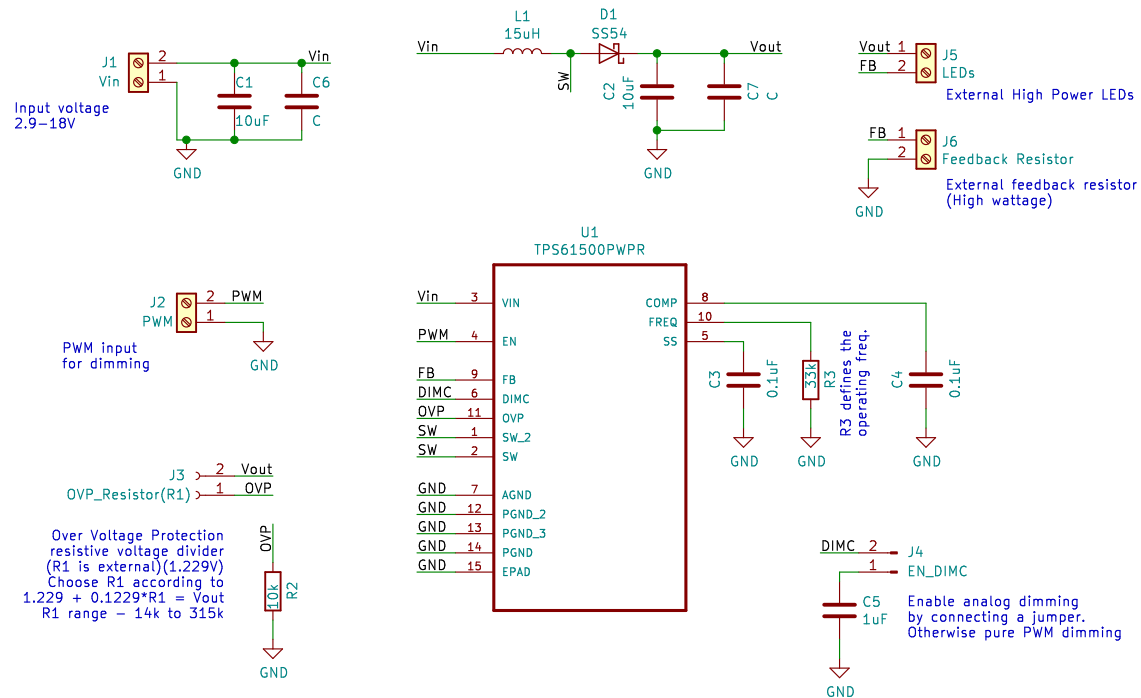 J1
Vin
2
1
Vin
Input voltage
2.9-18V
C1
10uF
C6
C
GND
Vin
L1
15uH
SW
D1
SS54
Vout
C2
10uF
C7
C
GND
Vout 1
FB 2
J5
LEDs
External High Power LEDs
FB 1
2
J6
Feedback Resistor
GND
External feedback resistor
(High wattage)
U1
TPS61500PWPR
J2
PWM
2 PWM
1
GND
PWM input
for dimming
Vin 3 VIN
PWM 4 EN
FB 9 FB
DIMC 6 DIMC
OVP 11 OVP
SW 1 SW_2
SW 2 SW
GND 7 AGND
GND 12 PGND_2
GND 13 PGND_3
GND 14 PGND
GND 15 EPAD
COMP 8
FREQ 10
SS 5
C3
0.1uF
GND
33k
R3
GND
R3 defines the
operating freq.
C4
0.1uF
GND
J3
OVP_Resistor(R1)
2 Vout
1 OVP
Over Voltage Protection
resistive voltage divider
(R1 is external)(1.229V)
Choose R1 according to
1.229 + 0.1229*R1 = Vout
R1 range - 14k to 315k
OVP
10k
R2
GND
DIMC 2
1
J4
EN_DIMC
C5
1uF
GND
Enable analog dimming
by connecting a jumper.
Otherwise pure PWM dimming